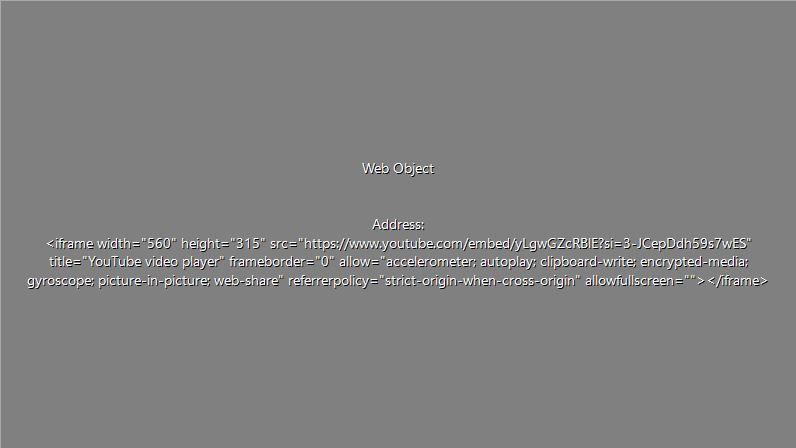 Web Object
Address:
<iframe width="560" height="315" src="https://www.youtube.com/embed/yLgwGZcRBlE?si=3-JCepDdh59s7wES"
title="YouTube video player" frameborder="0" allow="accelerometer; autoplay; clipboard-write; encrypted-media;
gyroscope; picture-in-picture; web-share" referrerpolicy="strict-origin-when-cross-origin" allowfullscreen=""></iframe>